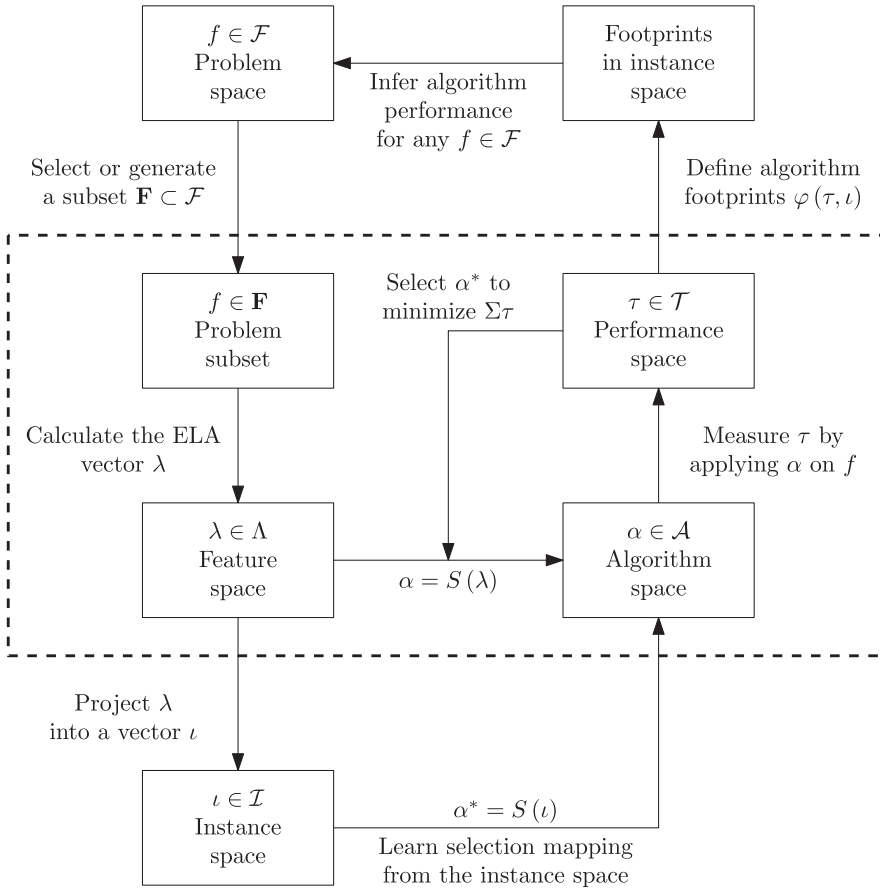 f ∈ ℱ
Problem
space
Footprints
in instance
space
Infer algorithm
performance
for any f ∈ ℱ
Select or generate
a subset 𝐅 ⊂ ℱ
Define algorithm
footprints φ (τ, ι)
f ∈ 𝐅
Problem
subset
Select α* to
minimize Στ
τ ∈ 𝒯
Performance
space
Calculate the ELA
vector λ
Measure τ by
applying α on f
λ ∈ Λ
Feature
space
α = S (λ)
α ∈ 𝒜
Algorithm
space
Project λ
into a vector ι
ι ∈ ℐ
Instance
space
α* = S (ι)
Learn selection mapping
from the instance space